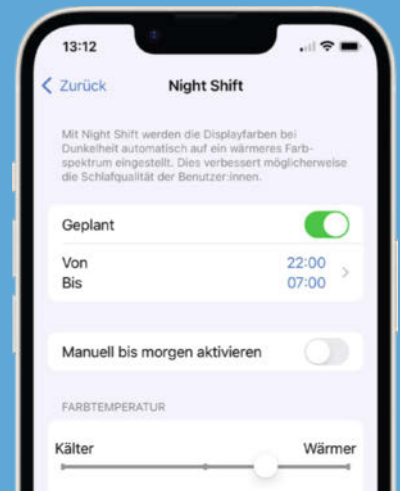 13:12
Zurück
Night Shift
Mit Night Shift werden die Displayfarben bei
Dunkelheit automatisch auf ein wärmeres Farb-
spektrum eingestellt. Dies verbessert möglicherweise
die Schlafqualität der Benutzer:innen.
Geplant
Von 22:00
Bis 07:00
Manuell bis morgen aktivieren
FARBTEMPERATUR
Kälter Wärmer